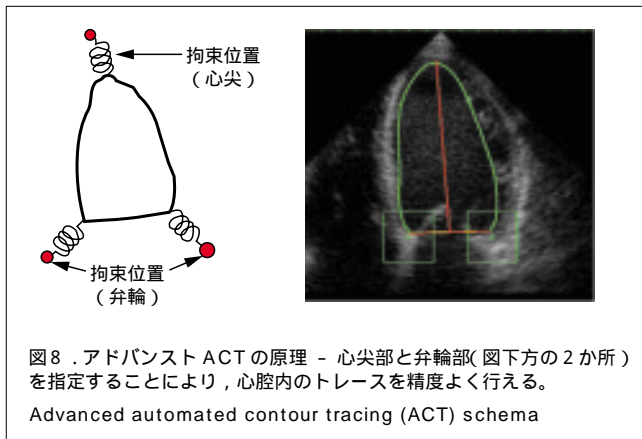 拘束位置
（心尖）
拘束位置
（弁輪）
図8．アドバンスト ACT の原理 － 心尖部と弁輪部（図下方の2か所）
を指定することにより，心腔内のトレースを精度よく行える。
Advanced automated contour tracing (ACT) schema